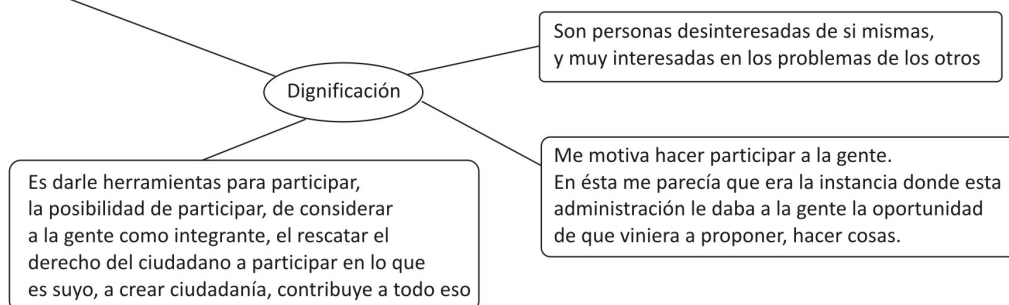 Son personas desinteresadas de si mismas,
y muy interesadas en los problemas de los otros
Dignificación
Me motiva hacer participar a la gente.
En ésta me parecía que era la instancia donde esta
administración le daba a la gente la oportunidad
de que viniera a proponer, hacer cosas.
Es darle herramientas para participar,
la posibilidad de participar, de considerar
a la gente como integrante, el rescatar el
derecho del ciudadano a participar en lo que
es suyo, a crear ciudadanía, contribuye a todo eso